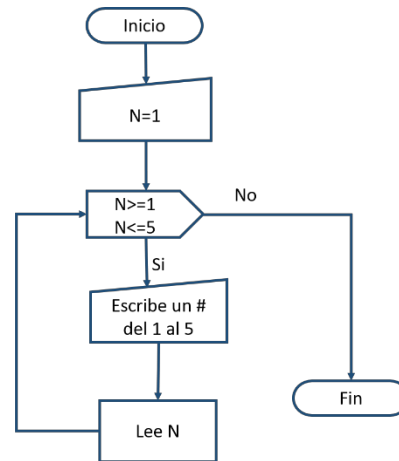 Inicio
N=1
N>=1
N<=5
No
Si
Escribe un #
del 1 al 5
Fin
Lee N